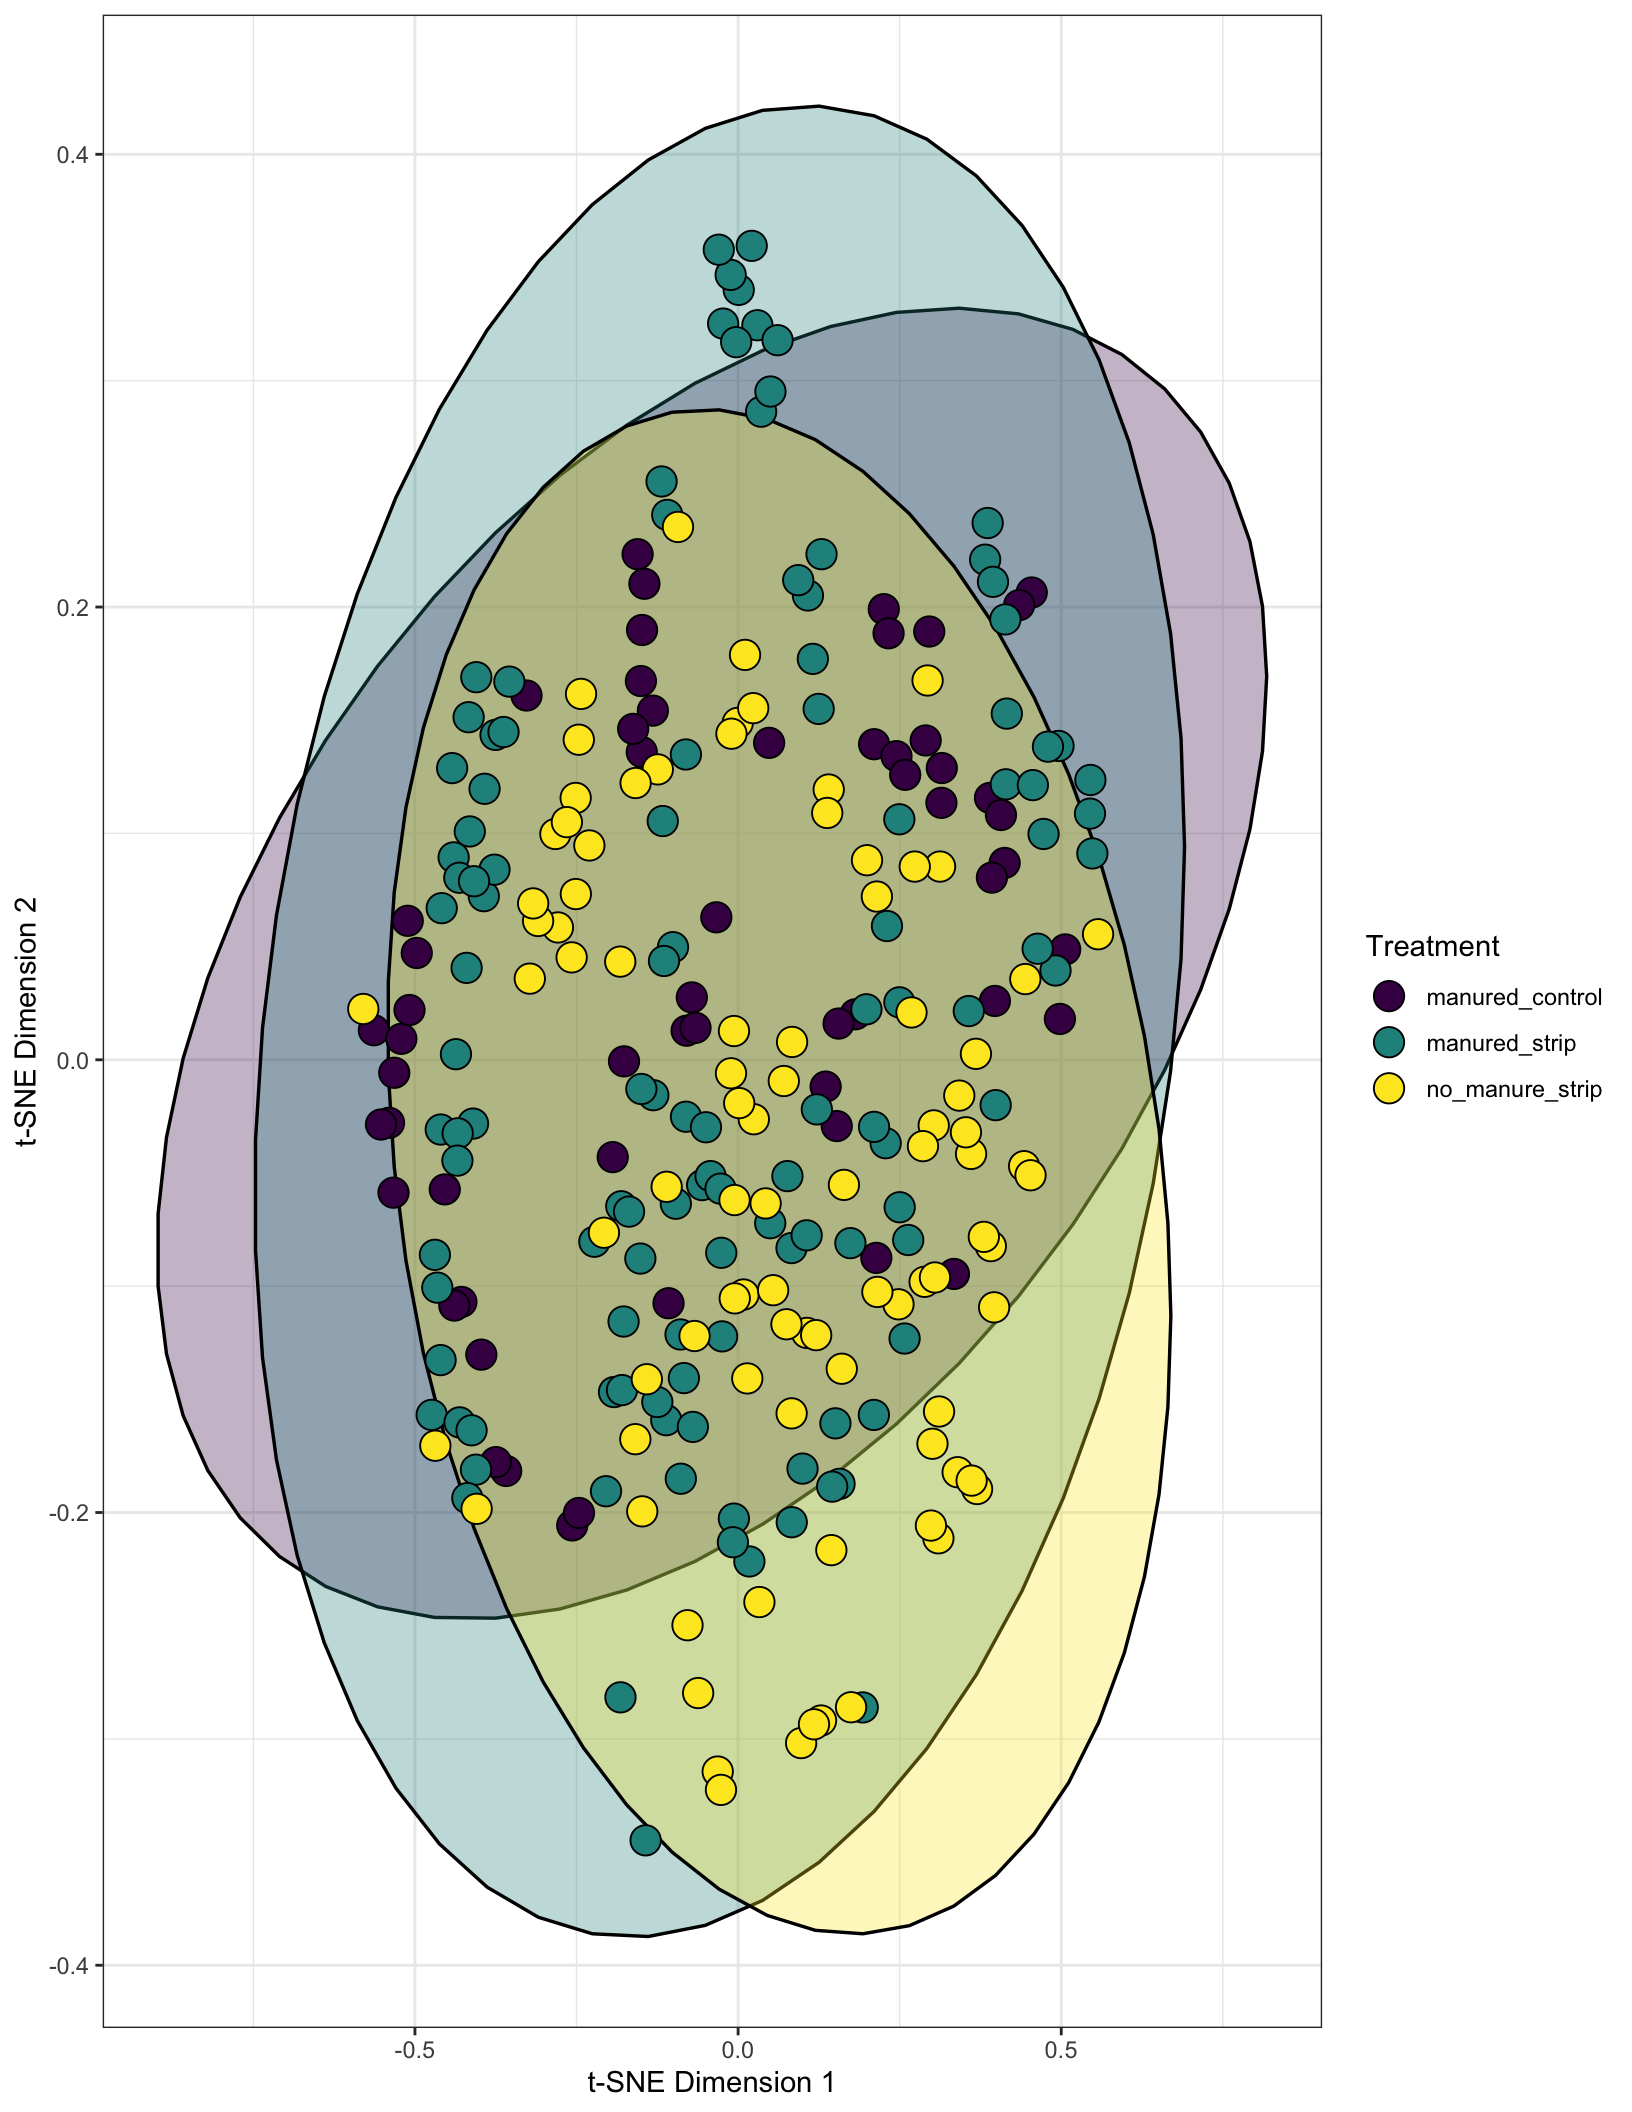 0.4
0.2
0.0
-0.2
-0.4
t-SNE Dimension 2
-0.5
0.0
0.5
t-SNE Dimension 1
Treatment
manured_control
manured_strip
no_manure_strip